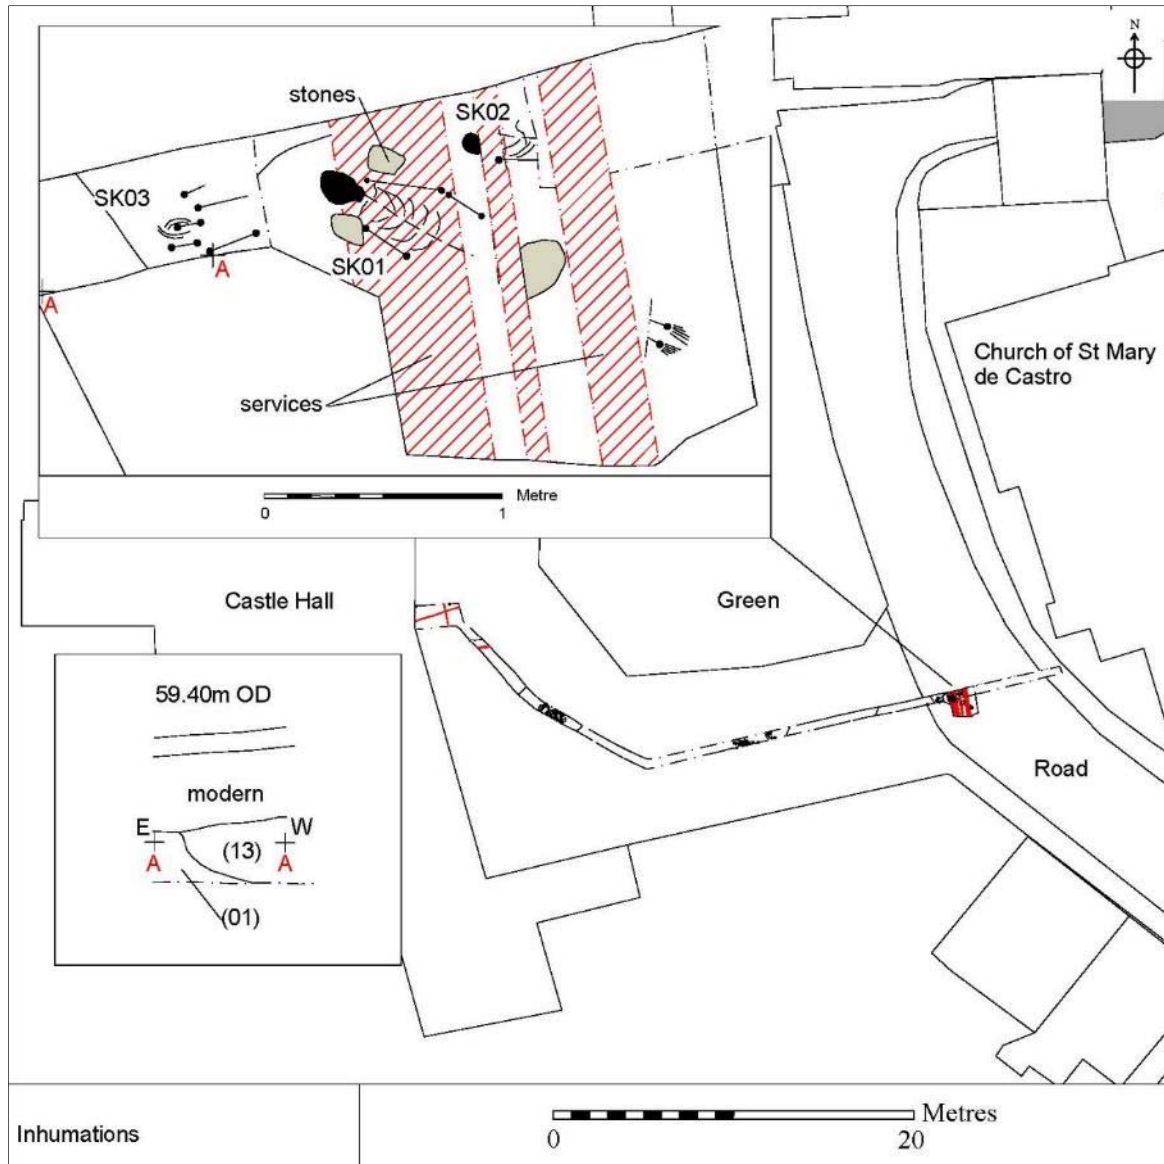 N
stones
SK02
SK03
SK01
A
A
services
Metre
0 1
Church of St Mary
de Castro
Castle Hall
Green
Road
59.40m OD
modern
E W
A A
(13)
(01)
Inhumations
Metres
0 20